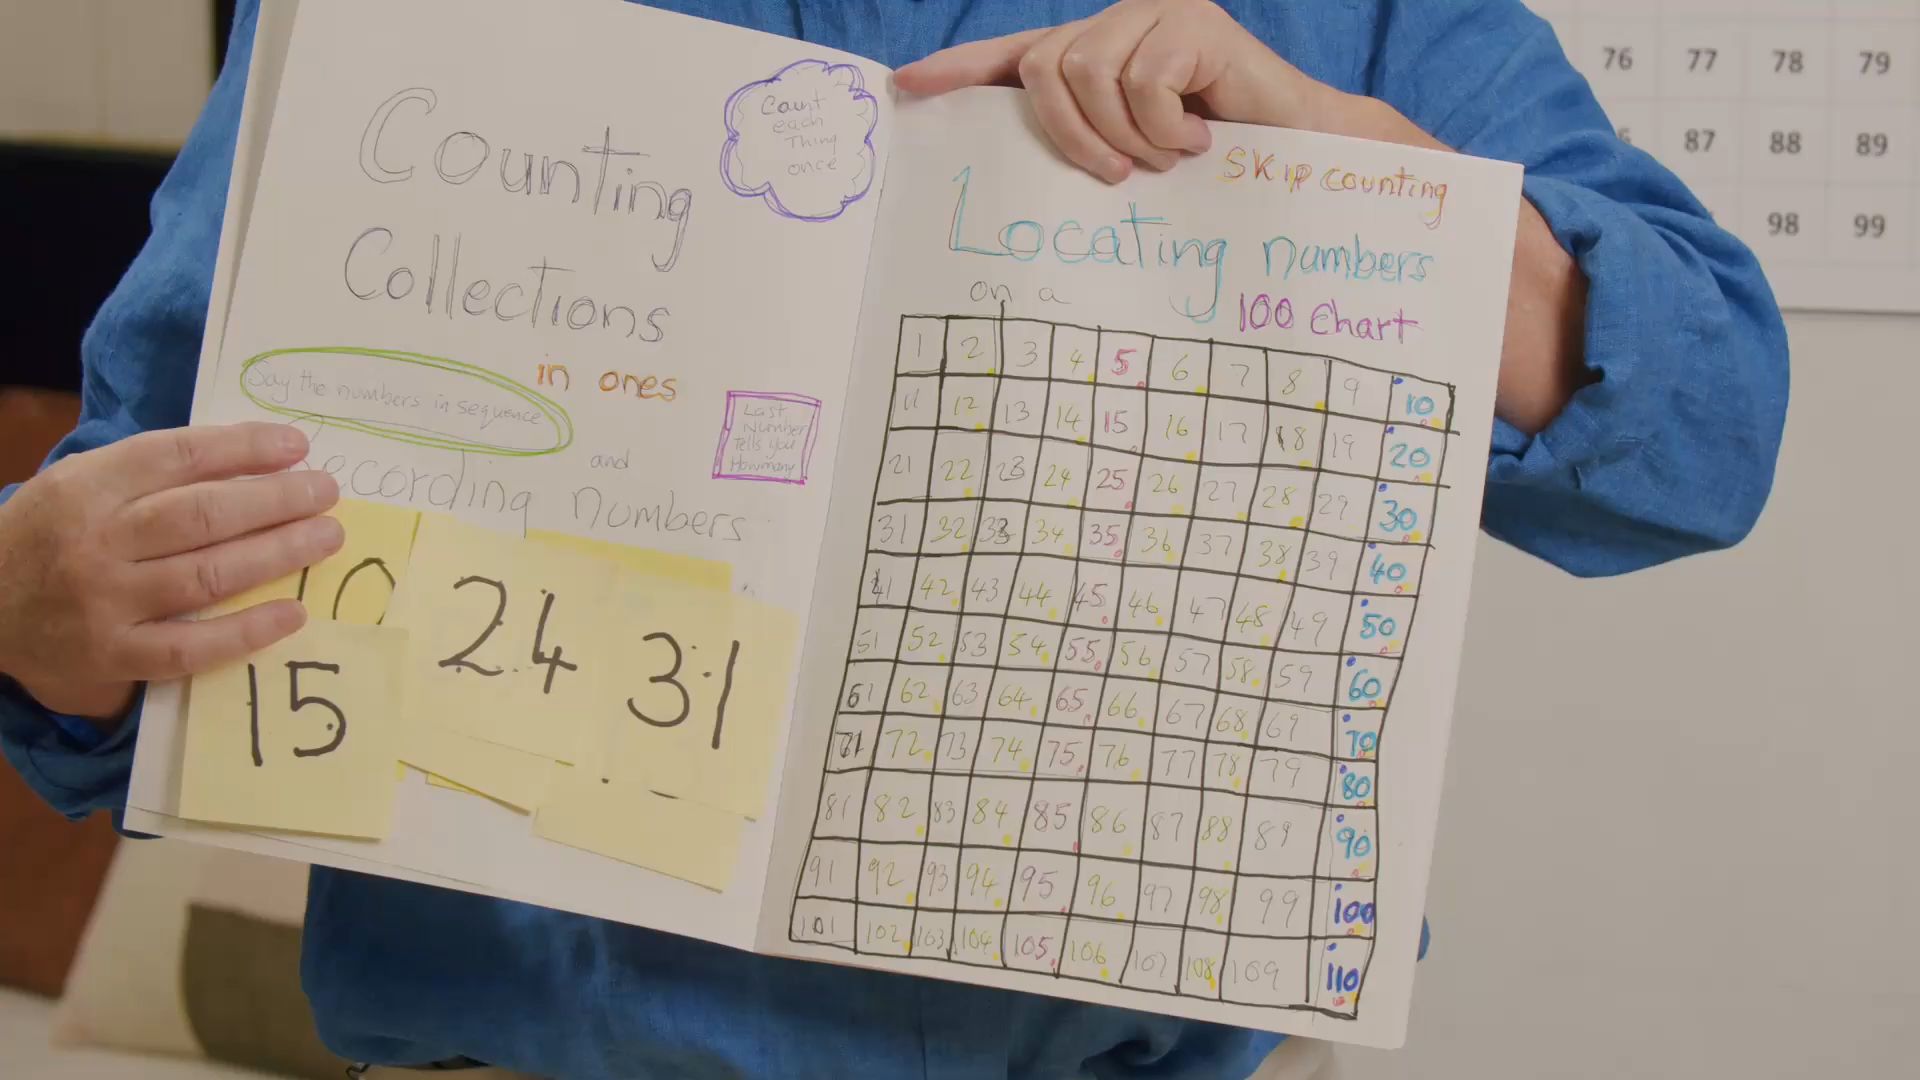 Counting
Collections
in ones
Count
each
Thing
once
Say the numbers in sequence
Last
Number
Tells you
How many
and
Recording numbers
10
15
24
31
Skip counting
Locating numbers
on a
100 Chart
1 2 3 4 5 6 7 8 9 10
11 12 13 14 15 16 17 18 19 20
21 22 23 24 25 26 27 28 29 30
31 32 33 34 35 36 37 38 39 40
41 42 43 44 45 46 47 48 49 50
51 52 53 54 55 56 57 58 59 60
61 62 63 64 65 66 67 68 69 70
71 72 73 74 75 76 77 78 79 80
81 82 83 84 85 86 87 88 89 90
91 92 93 94 95 96 97 98 99 100
101 102 103 104 105 106 107 108 109 110
76 77 78 79
87 88 89
98 99